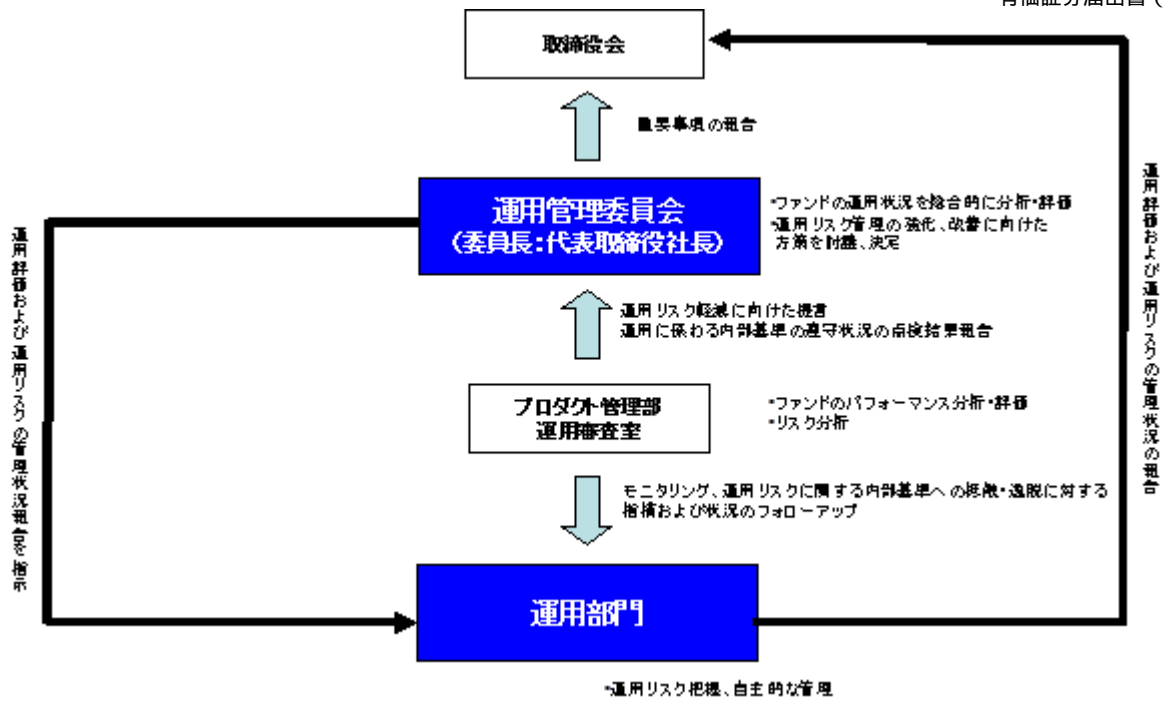 有価証券届出書(
取締役会
重要事項の報告
運用管理委員会
(委員長:代表取締役社長)
・ファンドの運用状況を総合的に分析・評価
・運用リスク管理の強化、改善に向けた
方策を討議、決定
運用リスク軽減に向けた提言
運用に係わる内部基準の遵守状況の点検結果報告
プロダクト管理部
運用審査室
・ファンドのパフォーマンス分析・評価
・リスク分析
モニタリング、運用リスクに関する内部基準への抵触・逸脱に対する
指摘および状況のフォローアップ
運用部門
・運用リスク把握、自主的な管理
運用評価および運用リスクの管理状況報告を指示
運用評価および運用リスクの管理状況の報告